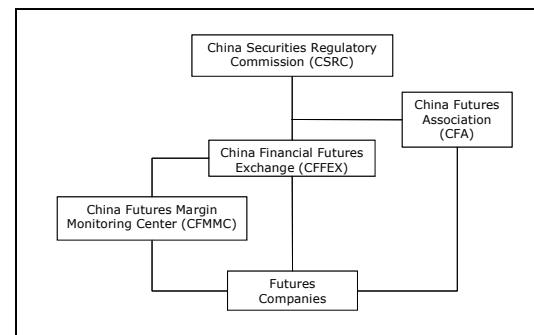 China Securities Regulatory
Commission (CSRC)
China Futures
Association
(CFA)
China Financial Futures
Exchange (CFFEX)
China Futures Margin
Monitoring Center (CFMMC)
Futures
Companies